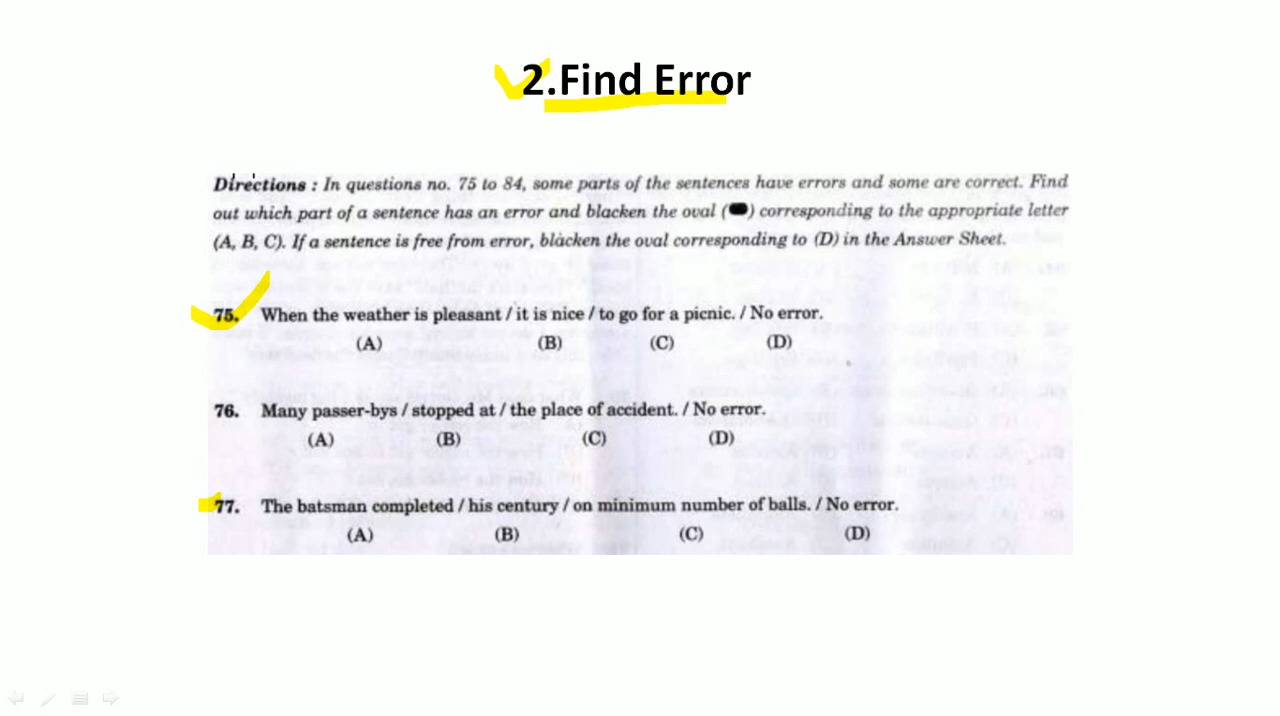 2.Find Error
Directions : In questions no. 75 to 84, some parts of the sentences have errors and some are correct. Find
out which part of a sentence has an error and blacken the oval ( ) corresponding to the appropriate letter
(A, B, C). If a sentence is free from error, blacken the oval corresponding to (D) in the Answer Sheet.
75. When the weather is pleasant / it is nice / to go for a picnic. / No error.
(A) (B) (C) (D)
76. Many passer-bys / stopped at / the place of accident. / No error.
(A) (B) (C) (D)
77. The batsman completed / his century / on minimum number of balls. / No error.
(A) (B) (C) (D)